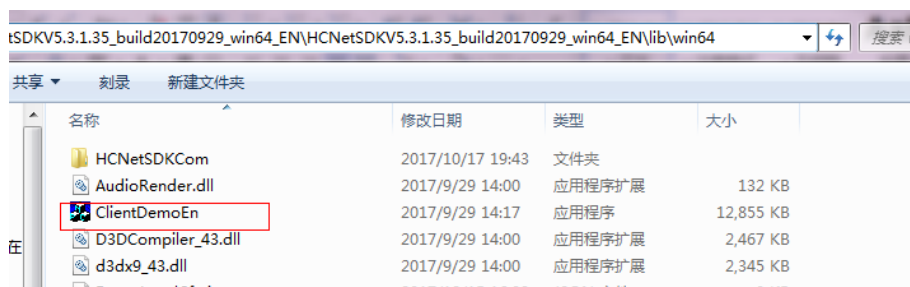 tSDKV5.3.1.35_build20170929_win64_EN\HCNetSDKV5.3.1.35_build20170929_win64_EN\lib\win64 搜索
共享 刻录 新建文件夹
名称 修改日期 类型 大小
HCNetSDKCom 2017/10/17 19:43 文件夹
AudioRender.dll 2017/9/29 14:00 应用程序扩展 132 KB
ClientDemoEn 2017/9/29 14:17 应用程序 12,855 KB
在 D3DCompiler_43.dll 2017/9/29 14:00 应用程序扩展 2,467 KB
d3dx9_43.dll 2017/9/29 14:00 应用程序扩展 2,345 KB